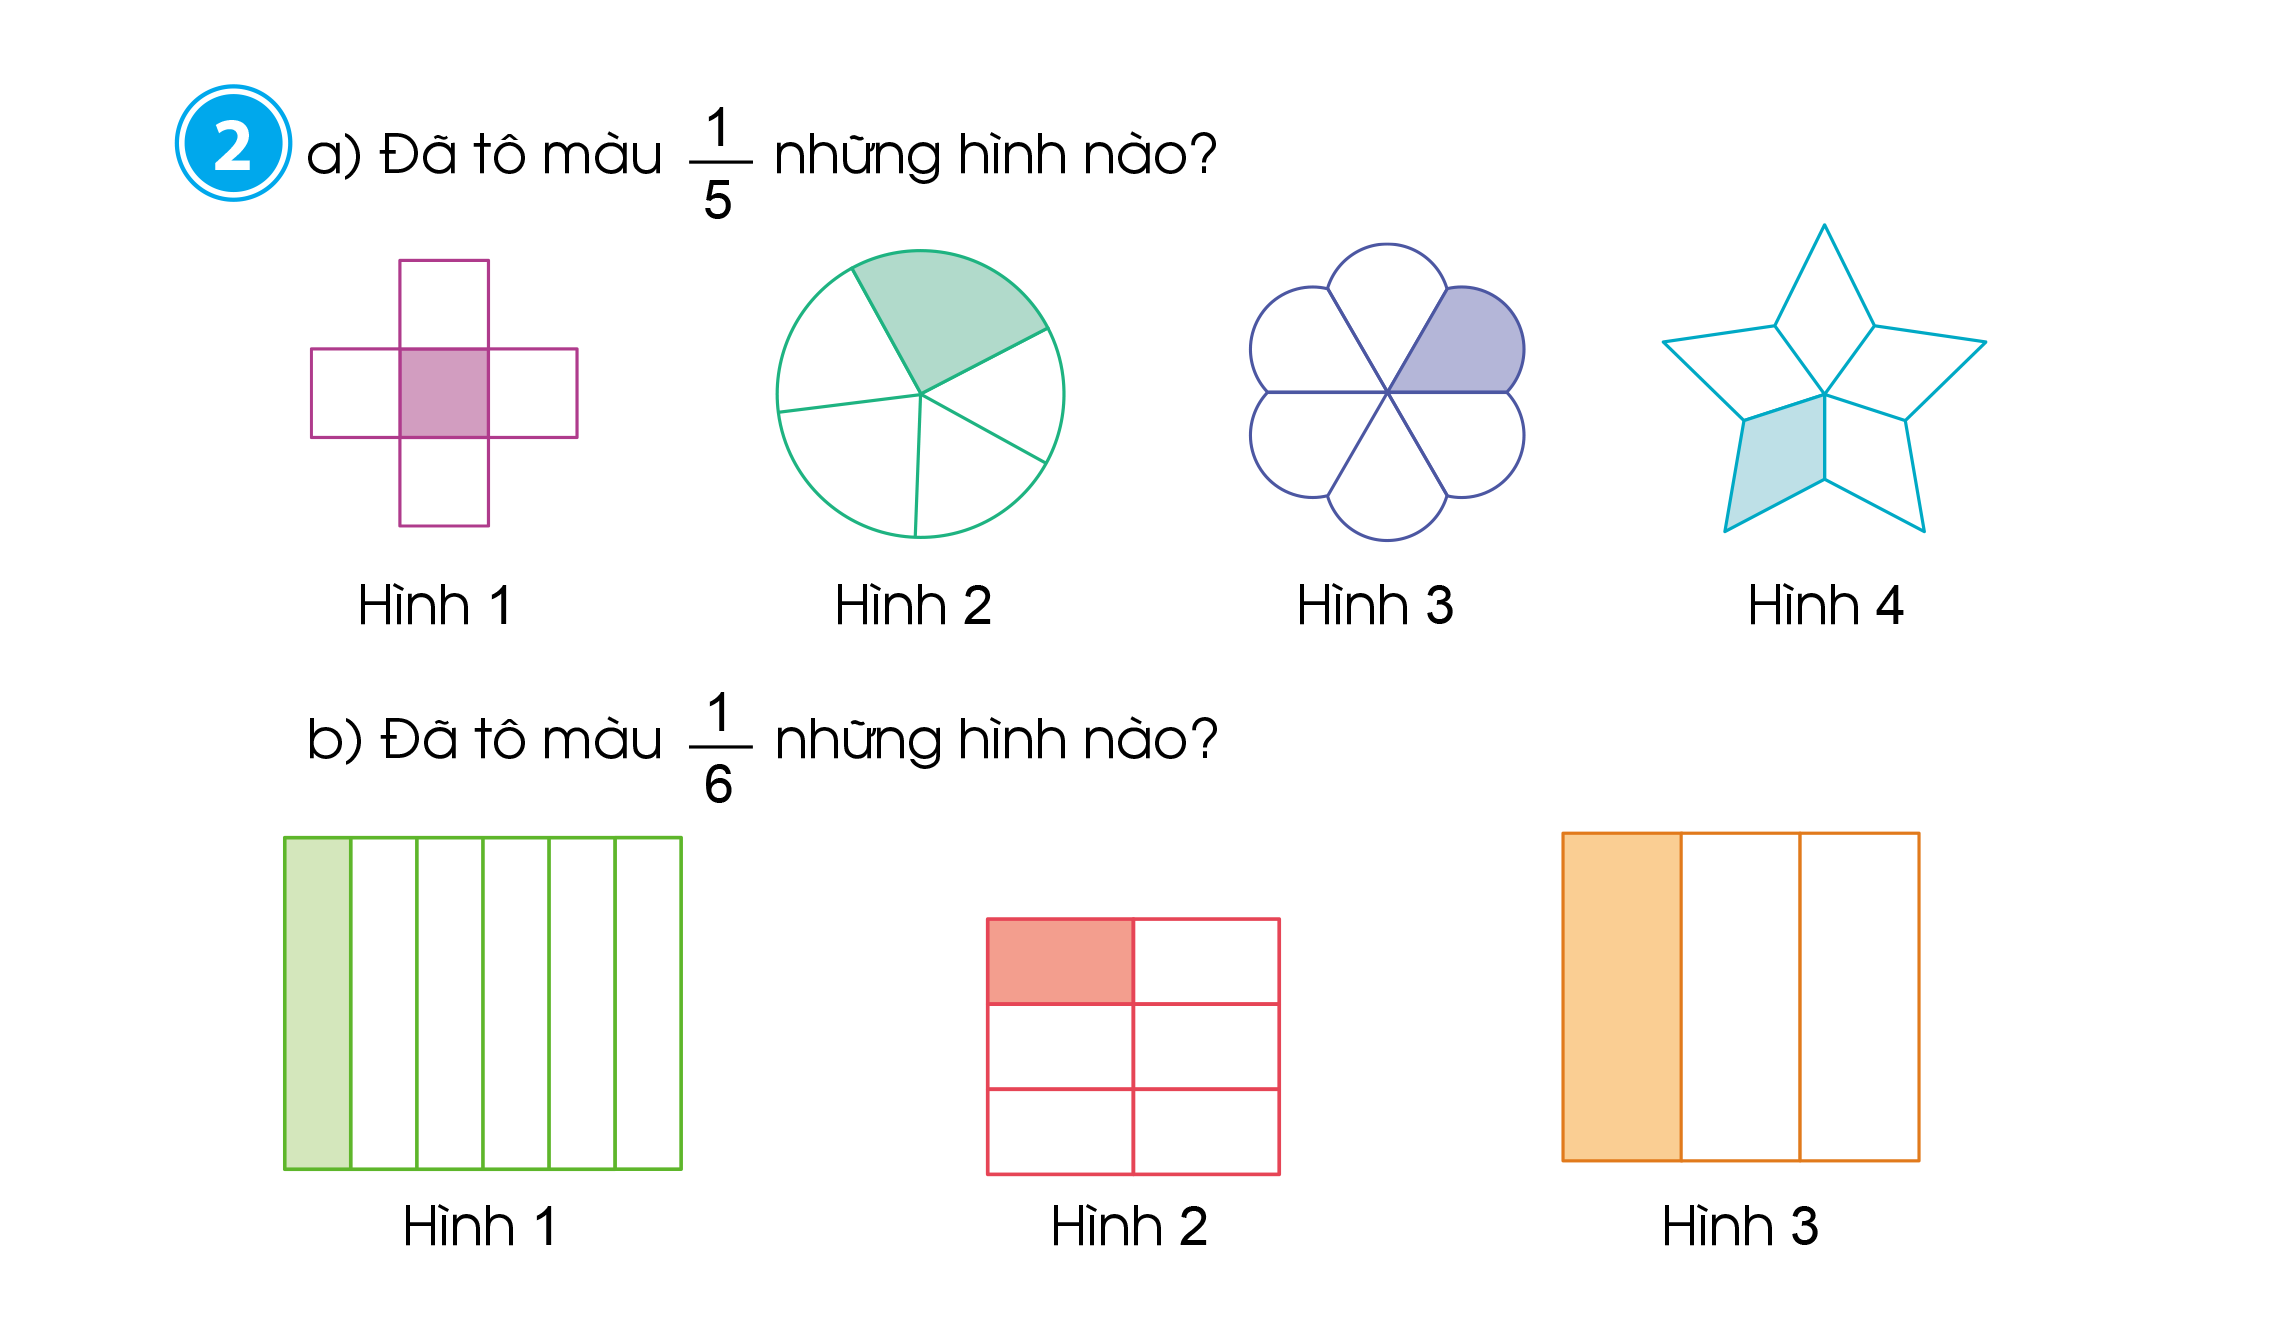 2 a) Đã tô màu 1/5 những hình nào?
Hình 1 Hình 2 Hình 3 Hình 4
b) Đã tô màu 1/6 những hình nào?
Hình 1 Hình 2 Hình 3